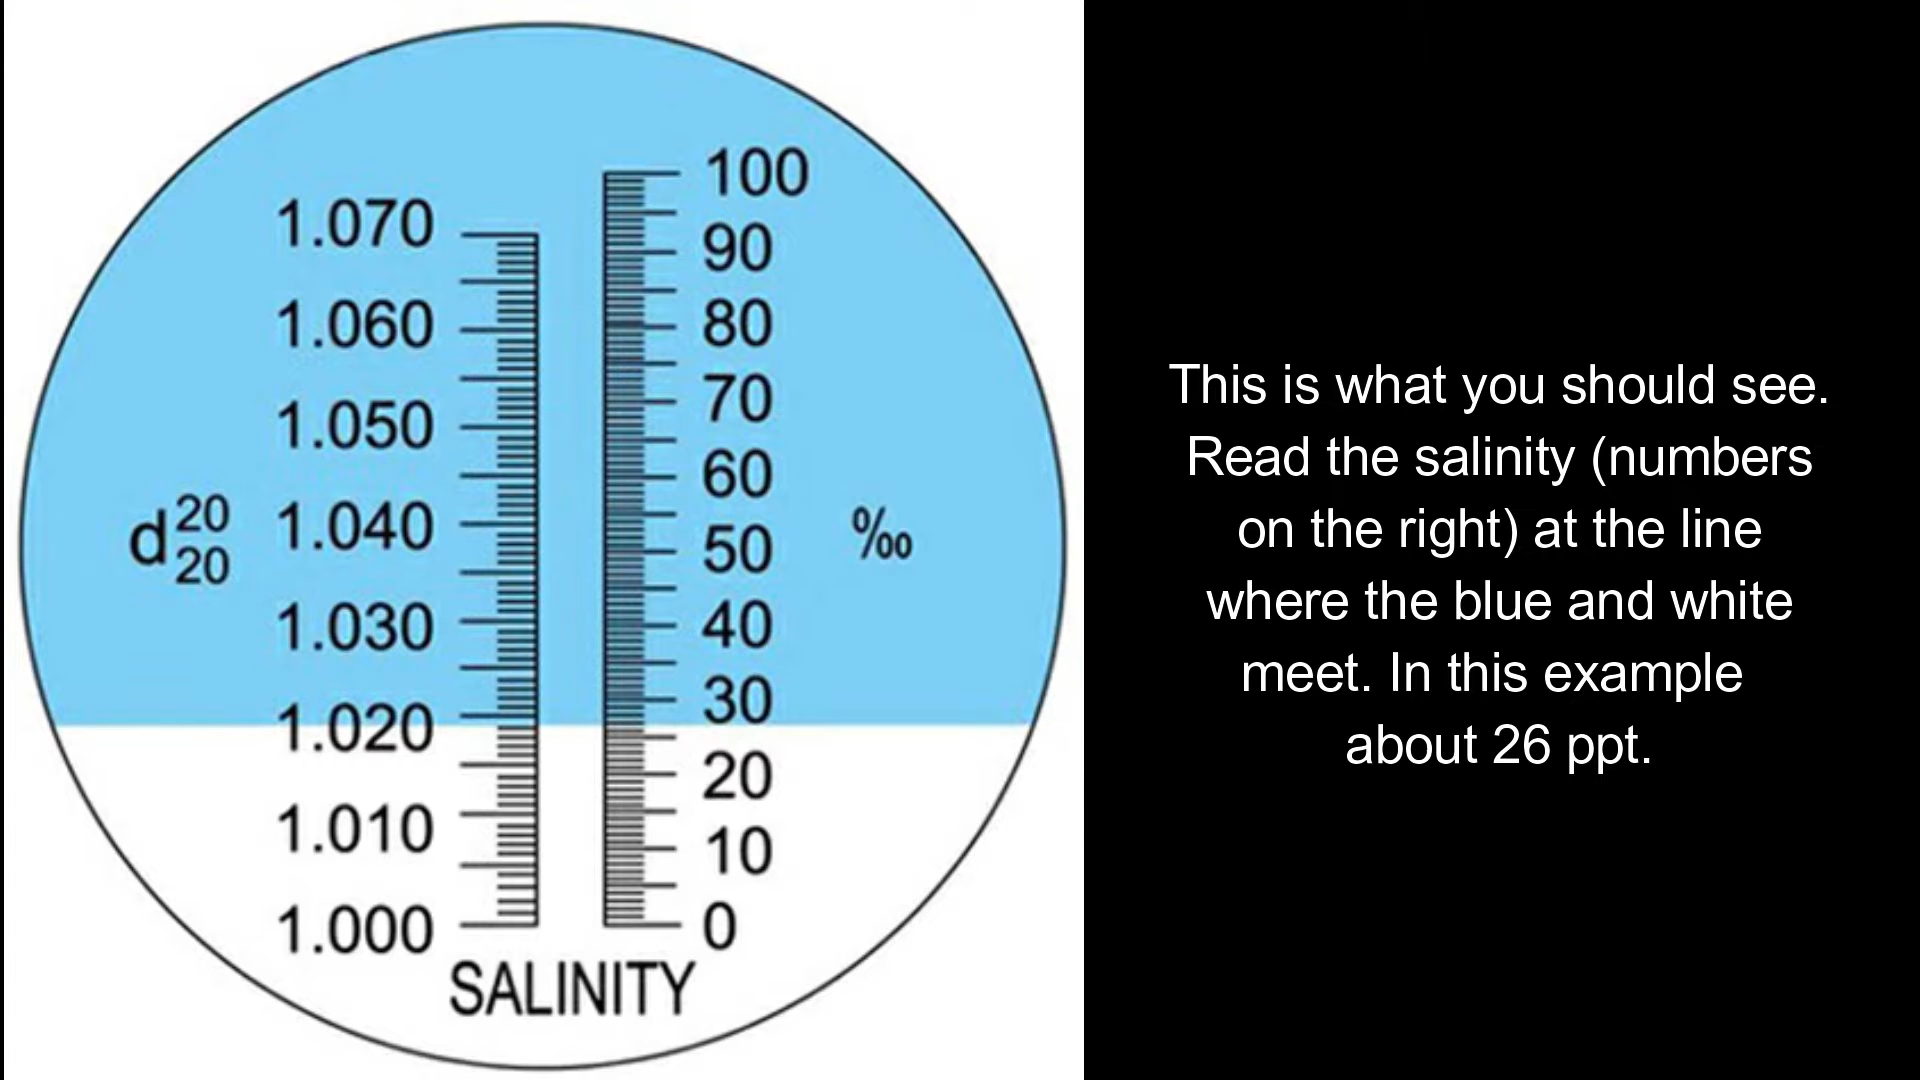 100
1.070
90
1.060
80
70
1.050
60
d 20 20
1.040
50
‰
1.030
40
30
1.020
20
1.010
10
1.000
0
SALINITY
This is what you should see.
Read the salinity (numbers
on the right) at the line
where the blue and white
meet. In this example
about 26 ppt.